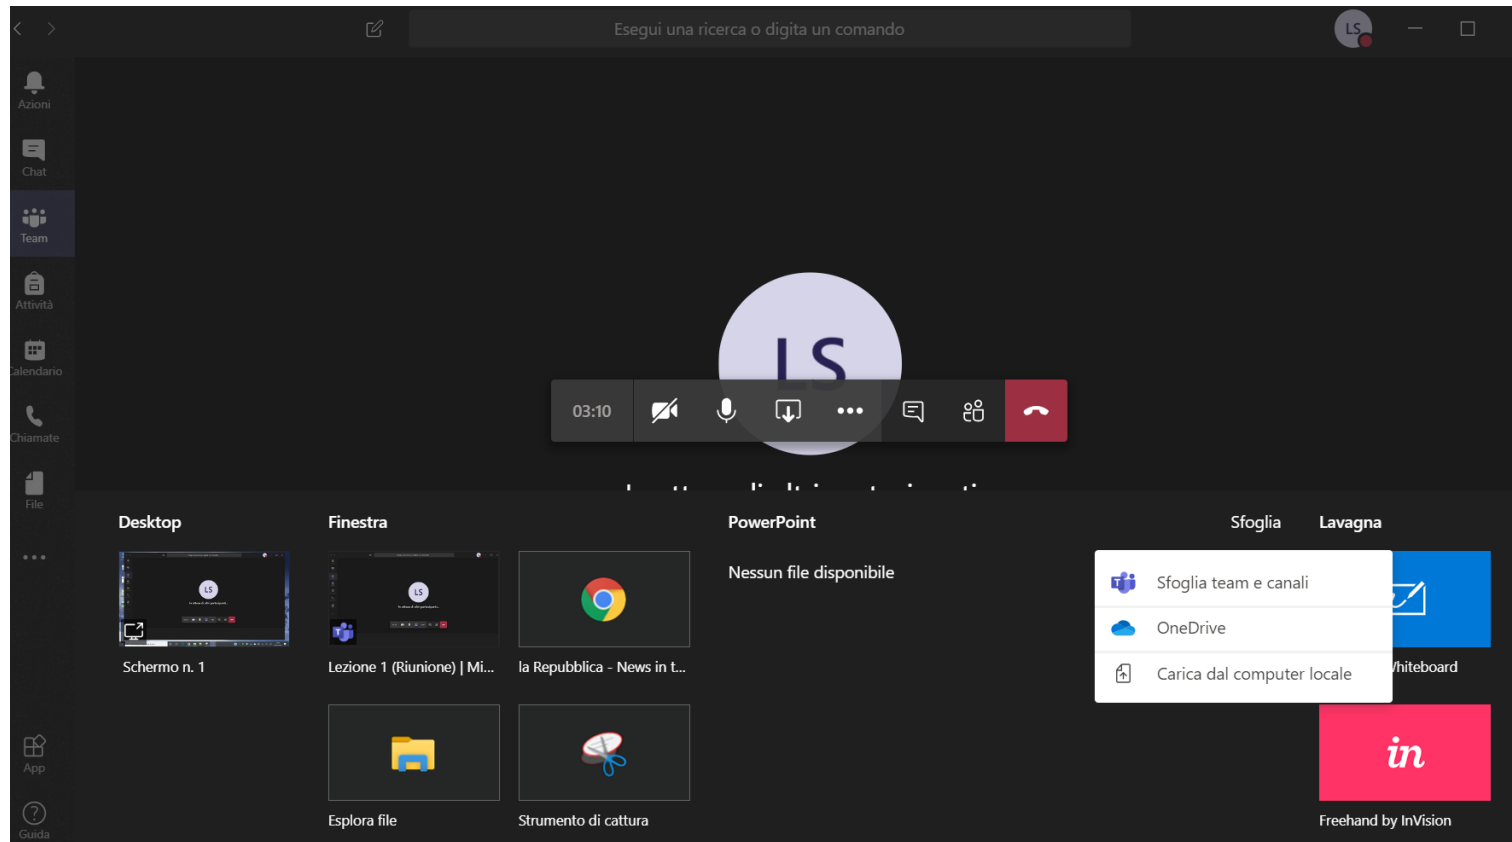 Esegui una ricerca o digita un comando
LS
Azioni
Chat
Team
Attività
Calendario
Chiamate
File
App
Guida
LS
03:10
Desktop
Schermo n. 1
Finestra
Lezione 1 (Riunione) | Mi...
la Repubblica - News in t...
Esplora file
Strumento di cattura
PowerPoint
Nessun file disponibile
Sfoglia
Sfoglia team e canali
OneDrive
Carica dal computer locale
Lavagna
Whiteboard
in
Freehand by InVision